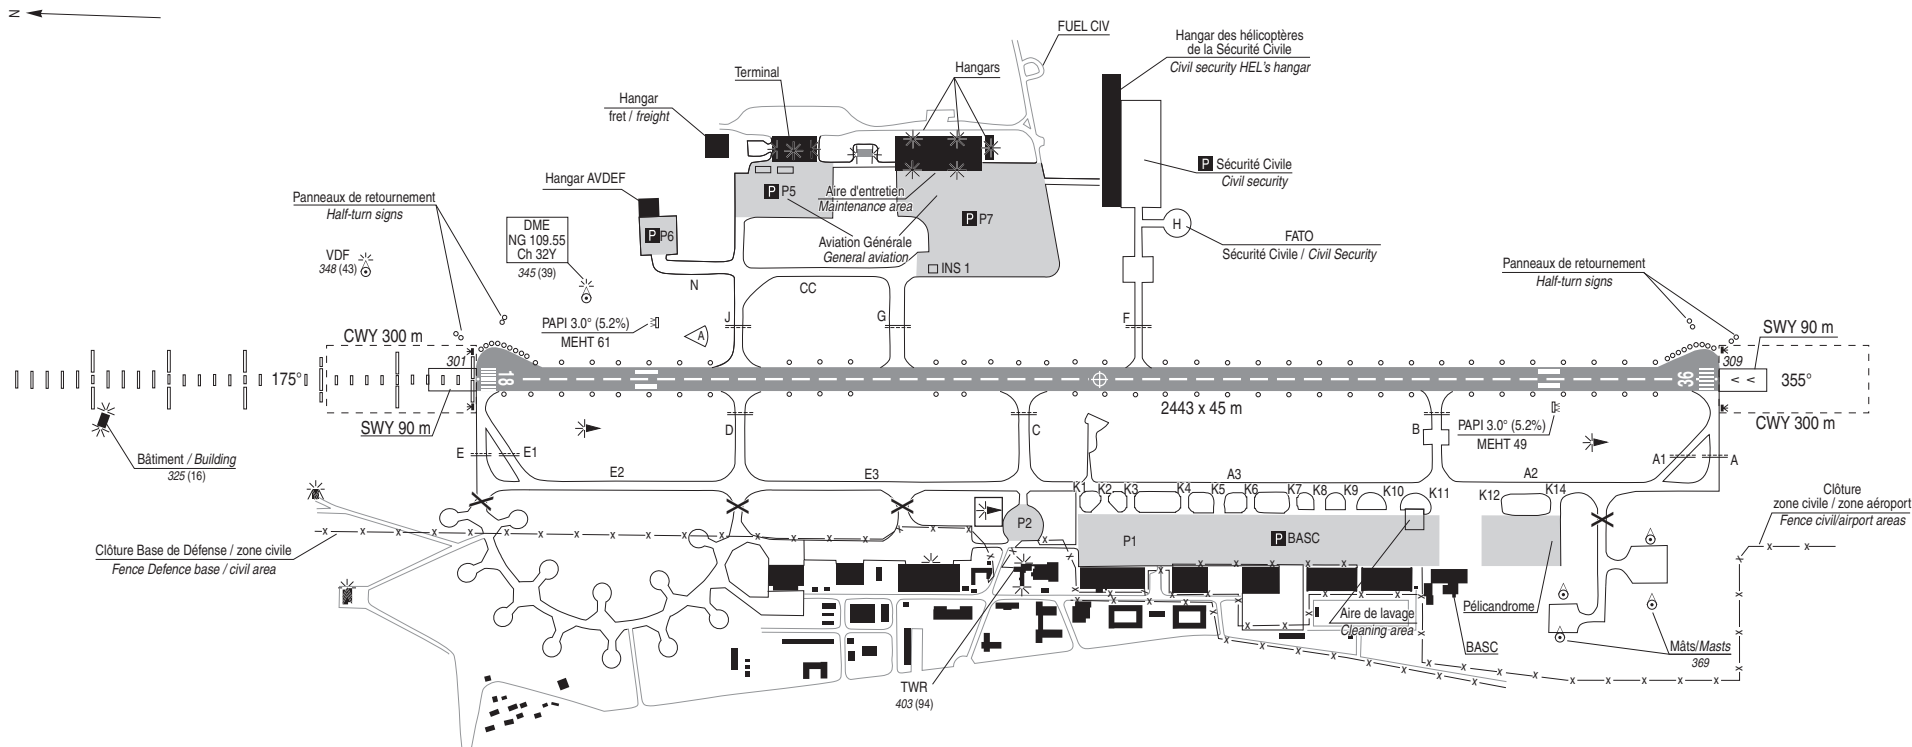 N
FUEL CIV
Hangar des hélicoptères
de la Sécurité Civile
Civil security HEL's hangar
Terminal
Hangars
Hangar
fret / freight
P Sécurité Civile
Civil security
Hangar AVDEF
P P5
Aire d'entretien
Maintenance area
P P7
Panneaux de retournement
Half-turn signs
DME
NG 109.55
Ch 32Y
345 (39)
P P6
H
FATO
Sécurité Civile / Civil Security
Aviation Générale
General aviation
VDF
348 (43)
INS 1
Panneaux de retournement
Half-turn signs
N
CC
PAPI 3.0° (5.2%)
MEHT 61
A
J
G
F
CWY 300 m
SWY 90 m
301
309
175°
18
36
< <
355°
2443 x 45 m
SWY 90 m
PAPI 3.0° (5.2%)
MEHT 49
CWY 300 m
D
C
B
E
E1
A1
A
Bâtiment / Building
325 (16)
E2
E3
A3
A2
K1
K2
K3
K4
K5
K6
K7
K8
K9
K10
K11
K12
K14
Clôture
zone civile / zone aéroport
Fence civil/airport areas
P2
P1
P BASC
Clôture Base de Défense / zone civile
Fence Defence base / civil area
Aire de lavage
Cleaning area
Pélicandrome
BASC
Mâts/Masts
369
TWR
403 (94)